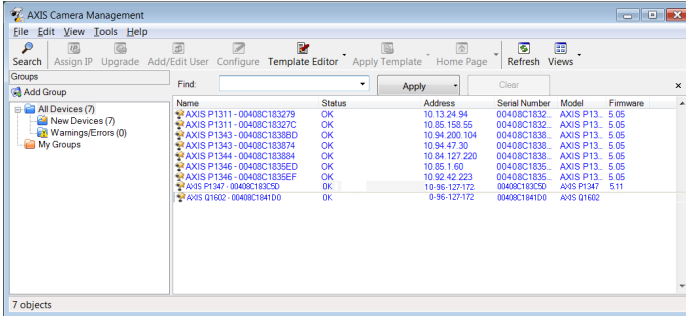 AXIS Camera Management
File Edit View Tools Help
Search Assign IP Upgrade Add/Edit User Configure Template Editor Apply Template Home Page Refresh Views
Groups
Add Group
All Devices (7)
New Devices (7)
Warnings/Errors (0)
My Groups
Find: Apply Clear x
Name Status Address Serial Number Model Firmware
AXIS P1311 - 00408C183279 OK 10.13.24.94 00408C1832... AXIS P13... 5.05
AXIS P1311 - 00408C18327C OK 10.85.158.55 00408C1832... AXIS P13... 5.05
AXIS P1343 - 00408C1838BD OK 10.94.200.104 00408C1838... AXIS P13... 5.05
AXIS P1343 - 00408C183874 OK 10.94.47.30 00408C1838... AXIS P13... 5.05
AXIS P1344 - 00408C183884 OK 10.84.127.220 00408C1838... AXIS P13... 5.05
AXIS P1346 - 00408C1835ED OK 10.85.1.60 00408C1835... AXIS P13... 5.05
AXIS P1346 - 00408C1835EF OK 10.92.42.223 00408C1835... AXIS P13... 5.05
AXIS P1347 - 00408C183C5D OK 10-96-127-172 00408C183C5D AXIS P1347 5.11
AXIS Q1602 - 00408C1841D0 OK 0-96-127-172 00408C1841D0 AXIS Q1602
7 objects